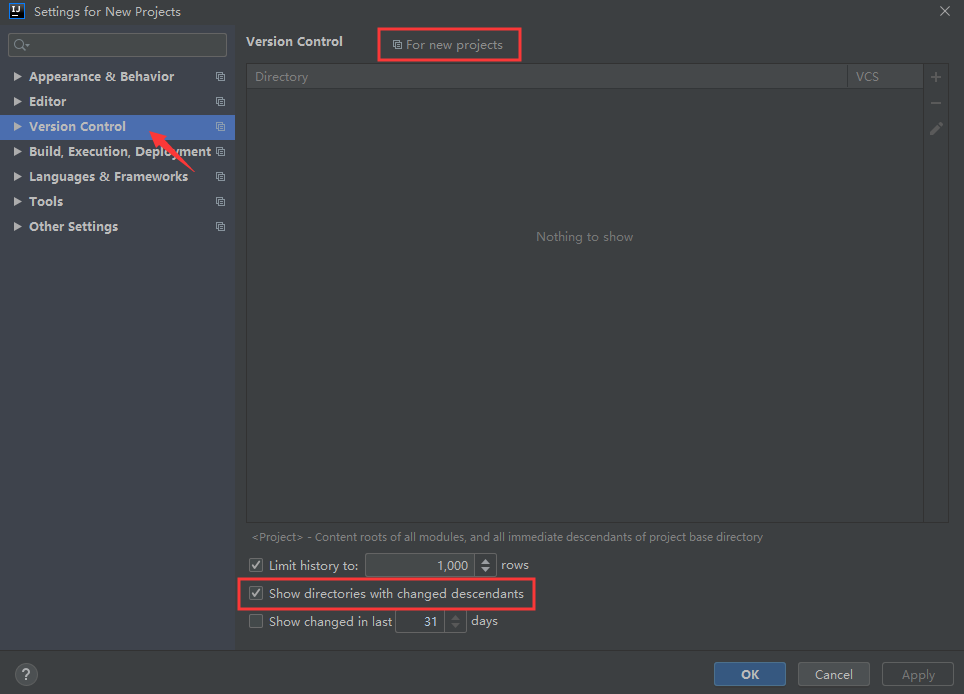 IJ Settings for New Projects
Version Control For new projects
Appearance & Behavior
Editor
Version Control
Build, Execution, Deployment
Languages & Frameworks
Tools
Other Settings
Directory VCS
Nothing to show
<Project> - Content roots of all modules, and all immediate descendants of project base directory
Limit history to: 1,000 rows
Show directories with changed descendants
Show changed in last 31 days
? OK Cancel Apply